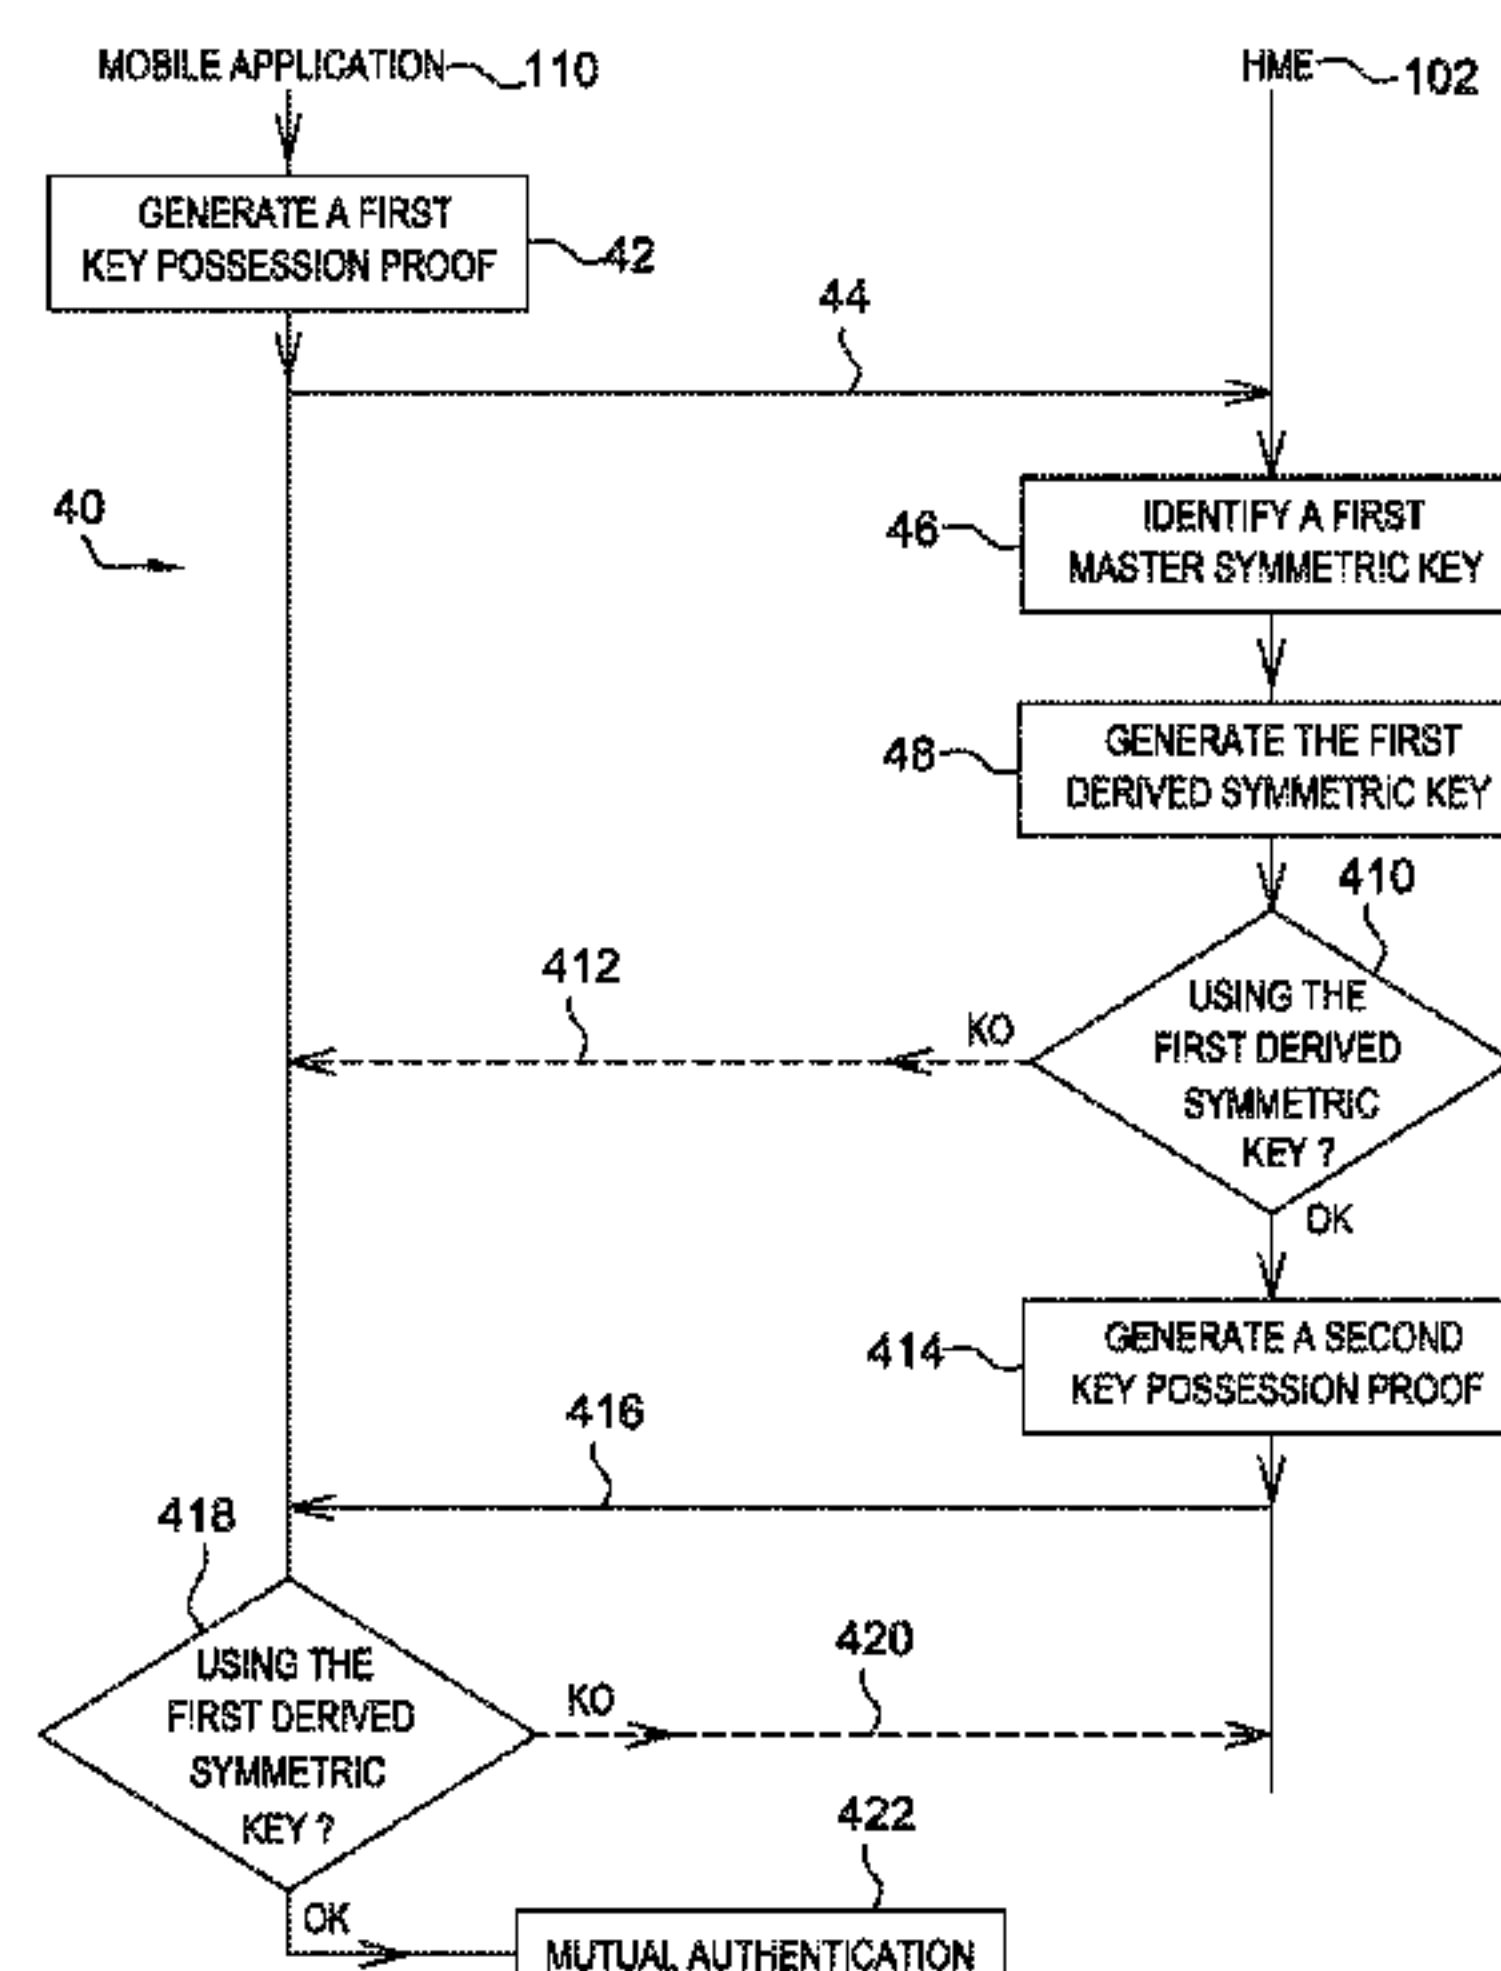 MOBILE APPLICATION 110
HME 102
GENERATE A FIRST
KEY POSSESSION PROOF
42
44
40
46
IDENTIFY A FIRST
MASTER SYMMETRIC KEY
48
GENERATE THE FIRST
DERIVED SYMMETRIC KEY
410
412
KO
USING THE
FIRST DERIVED
SYMMETRIC
KEY ?
OK
414
GENERATE A SECOND
KEY POSSESSION PROOF
416
418
USING THE
FIRST DERIVED
SYMMETRIC
KEY ?
KO
420
422
OK
MUTUAL AUTHENTICATION